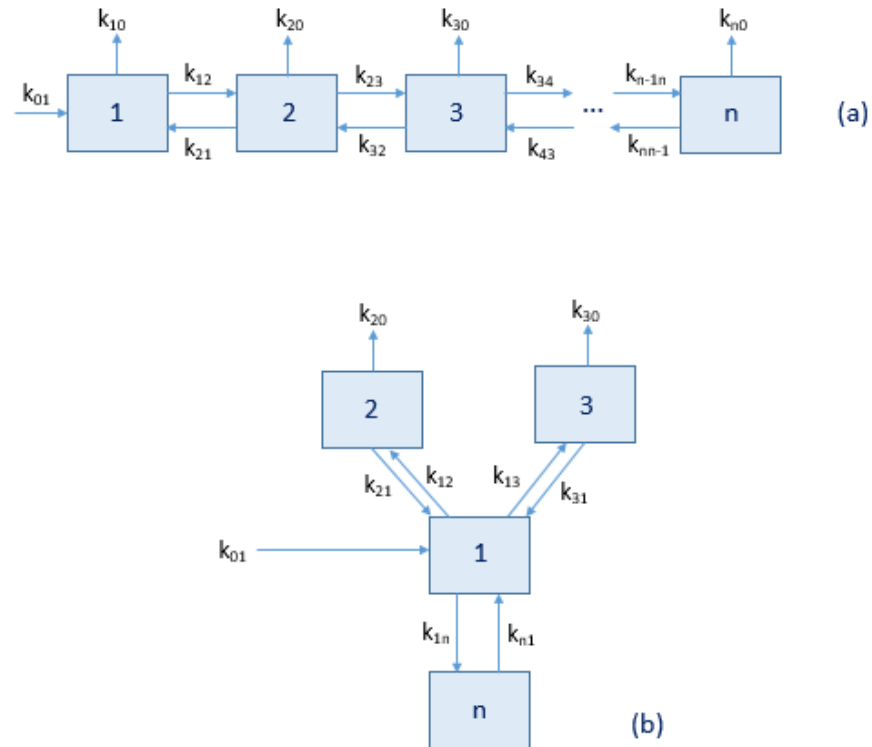 k₁₀ k₂₀ k₃₀ kₙ₀
k₀₁ k₁₂ k₂₃ k₃₄ kₙ₋₁ₙ
1 2 3 ... n (a)
k₂₁ k₃₂ k₄₃ kₙₙ₋₁
k₂₀ k₃₀
2 3
k₂₁ k₁₂ k₁₃ k₃₁
k₀₁ 1
k₁ₙ kₙ₁
n (b)